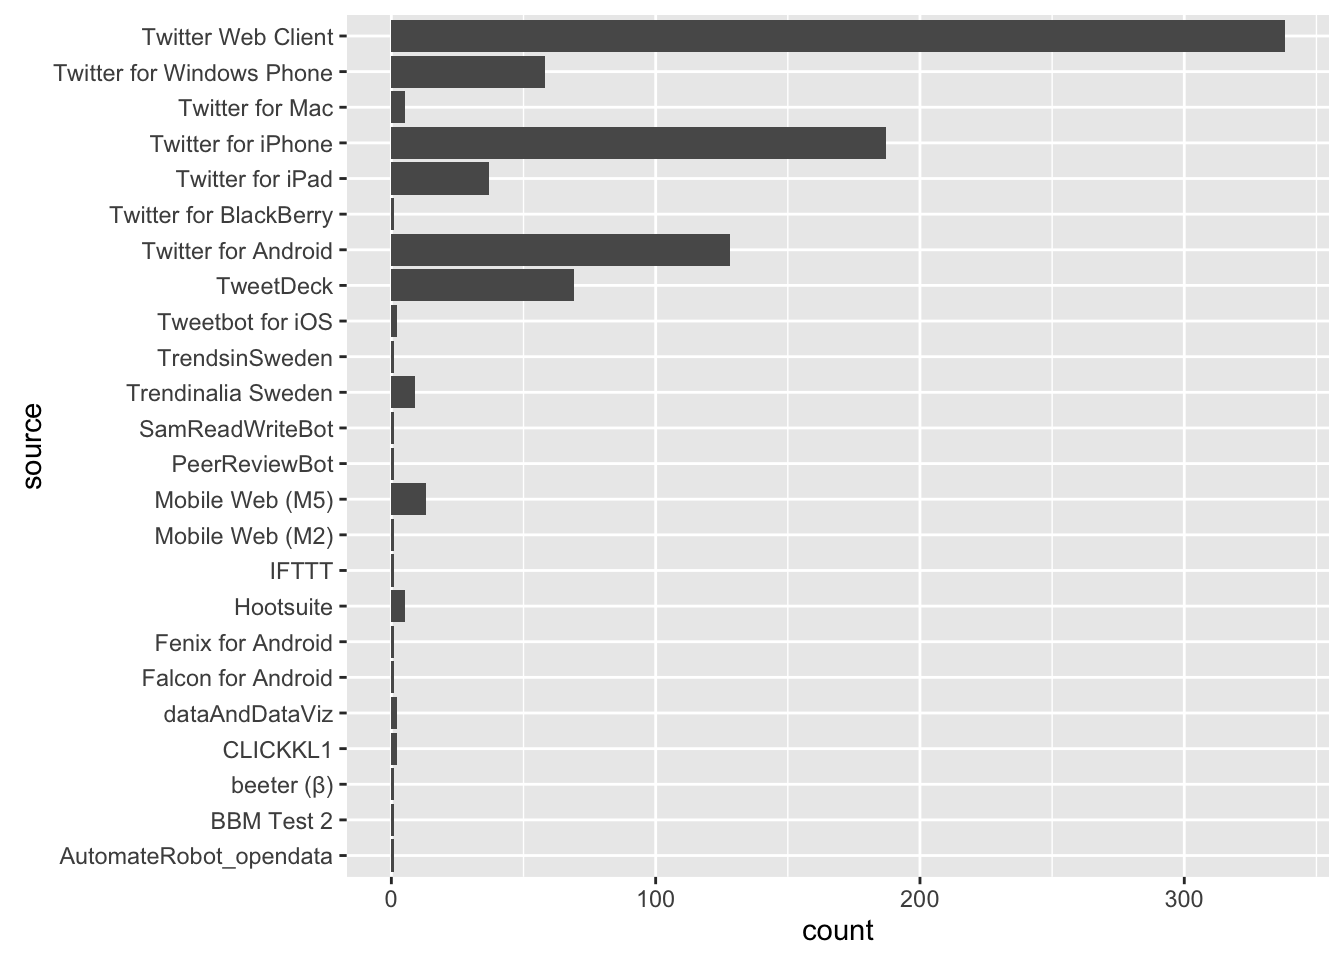 Twitter Web Client
Twitter for Windows Phone
Twitter for Mac
Twitter for iPhone
Twitter for iPad
Twitter for BlackBerry
Twitter for Android
TweetDeck
Tweetbot for iOS
TrendsinSweden
Trendinalia Sweden
SamReadWriteBot
PeerReviewBot
Mobile Web (M5)
Mobile Web (M2)
IFTTT
Hootsuite
Fenix for Android
Falcon for Android
dataAndDataViz
CLICKKL1
beeter (β)
BBM Test 2
AutomateRobot_opendata
source
0 100 200 300
count